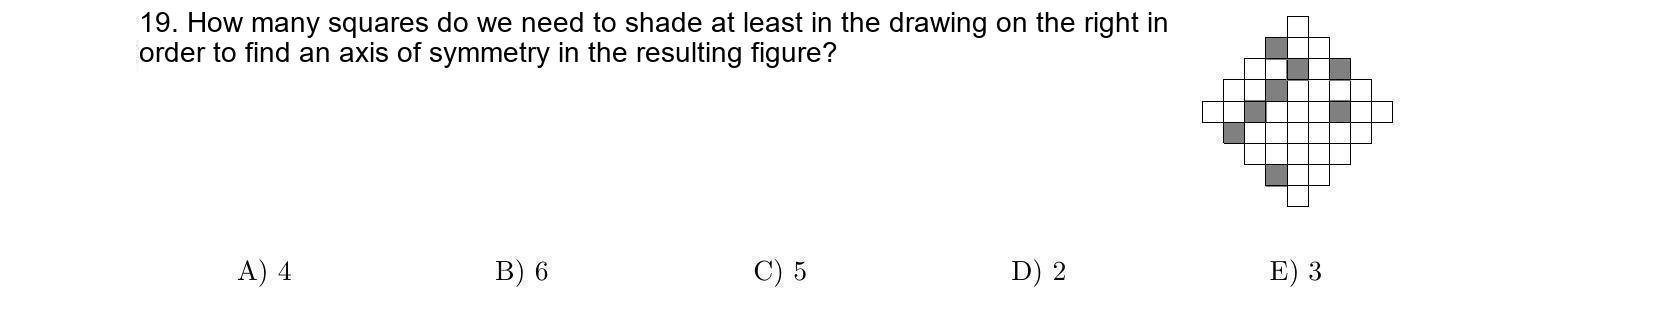 19. How many squares do we need to shade at least in the drawing on the right in
order to find an axis of symmetry in the resulting figure?
A) 4 B) 6 C) 5 D) 2 E) 3